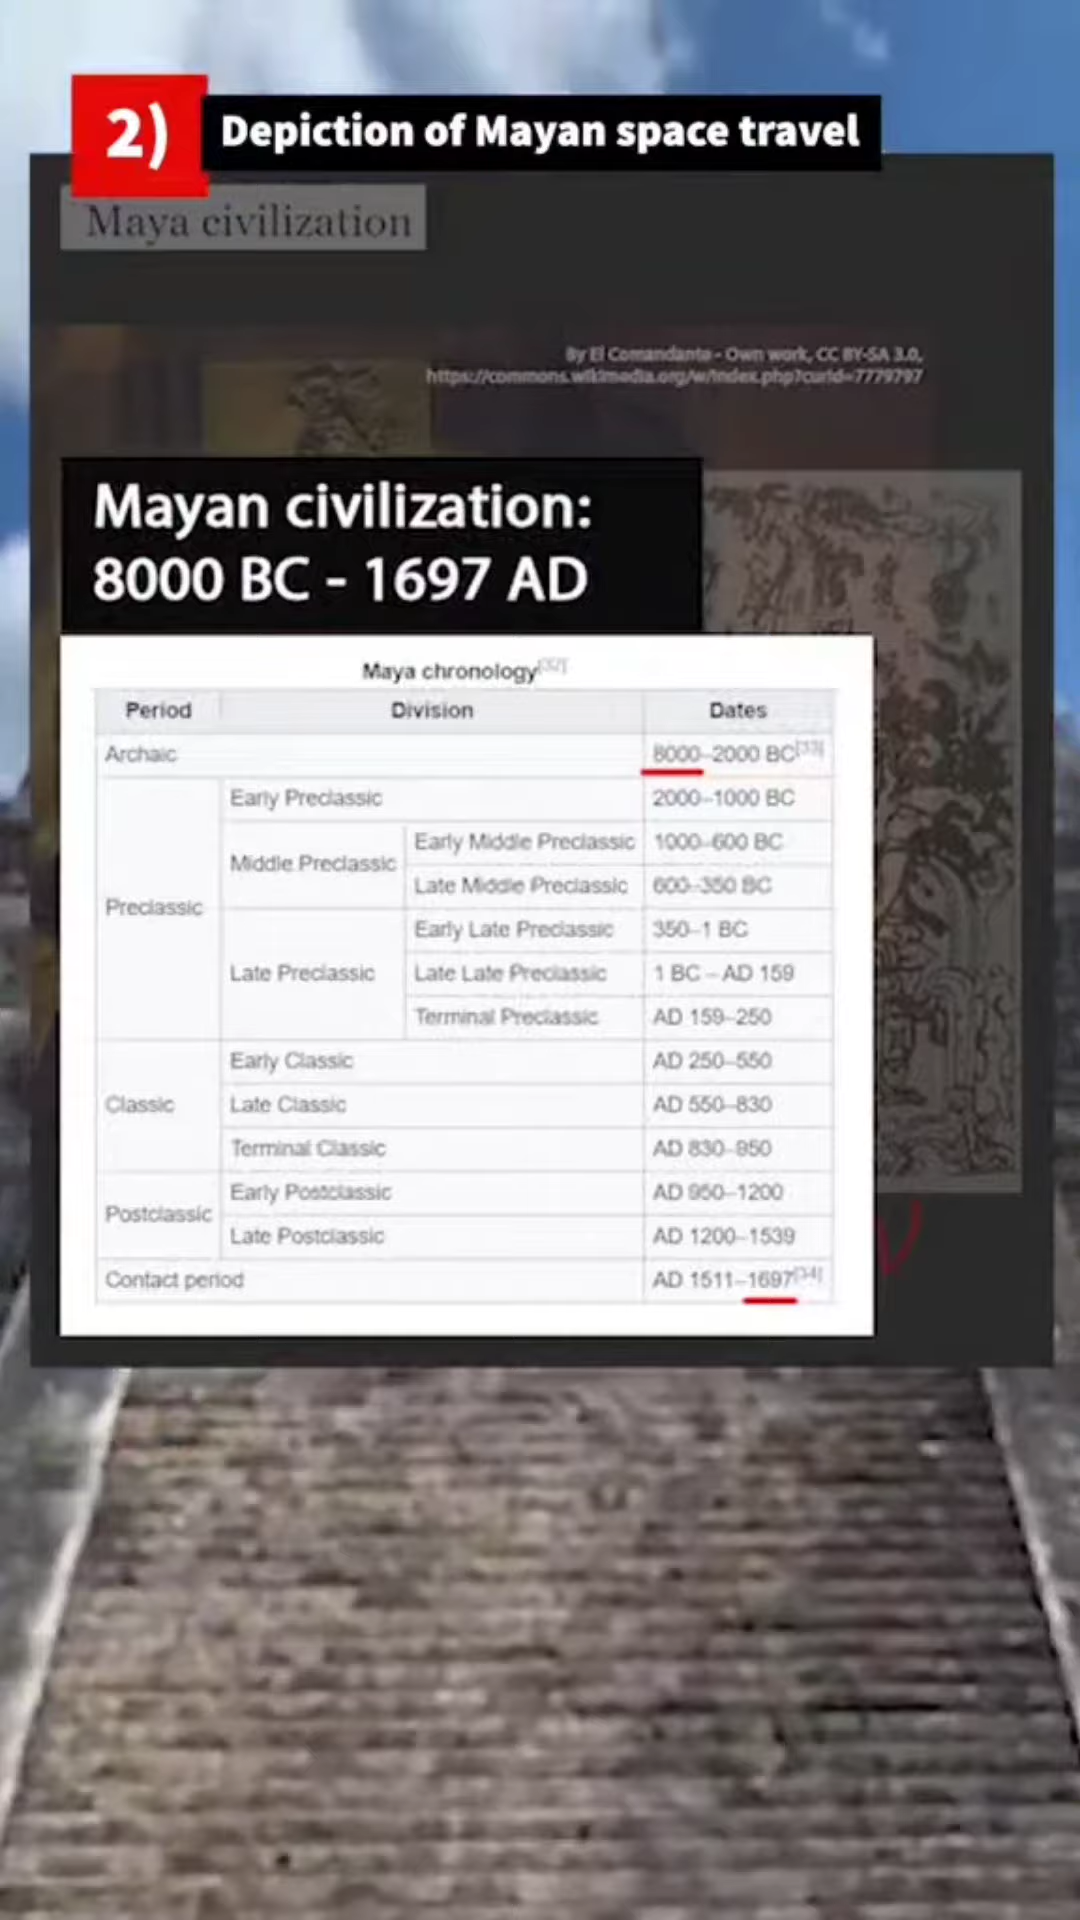 2)
Depiction of Mayan space travel
Maya civilization
By El Comandante - Own work, CC BY-SA 3.0,
https://commons.wikimedia.org/w/index.php?curid=7779797
Mayan civilization:
8000 BC - 1697 AD
Maya chronology[32]
Period Division Dates
Archaic 8000–2000 BC[33]
Preclassic
Early Preclassic 2000–1000 BC
Middle Preclassic
Early Middle Preclassic 1000–600 BC
Late Middle Preclassic 600–350 BC
Late Preclassic
Early Late Preclassic 350–1 BC
Late Late Preclassic 1 BC – AD 159
Terminal Preclassic AD 159–250
Classic
Early Classic AD 250–550
Late Classic AD 550–830
Terminal Classic AD 830–950
Postclassic
Early Postclassic AD 950–1200
Late Postclassic AD 1200–1539
Contact period AD 1511–1697[34]